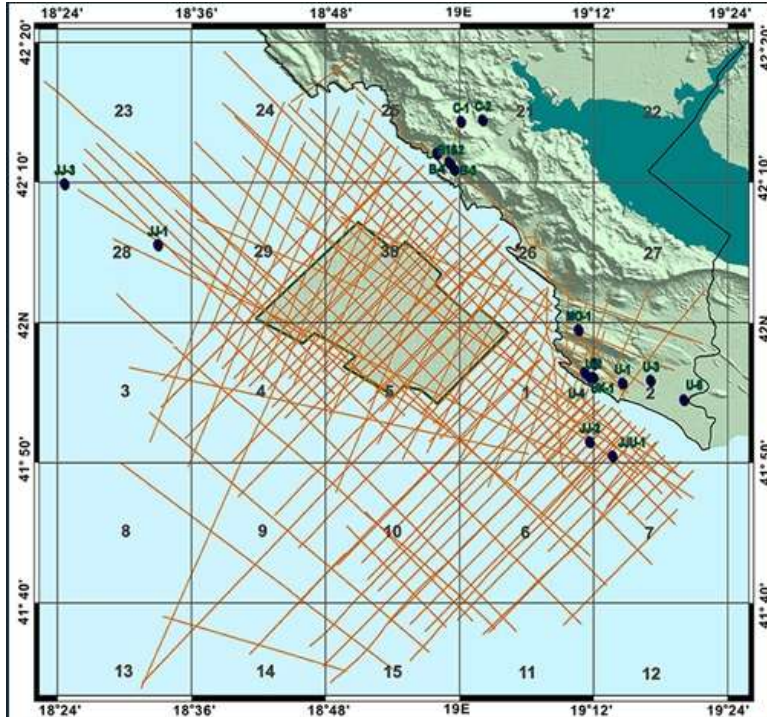 18°24' 18°36' 18°48' 19E 19°12' 19°24'
42°20' 42°20'
23 24 25 21 22
C-1 C-2
B-4 B-3
42°10' 42°10'
JJ-3
JJ-1
28 29 30 26 27
42N 42N
MO-1
U-1 U-3
U-4 U-6
3 4 5 1 2
JJ-2
JJU-1
41°50' 41°50'
8 9 10 6 7
41°40' 41°40'
13 14 15 11 12
18°24' 18°36' 18°48' 19E 19°12' 19°24'